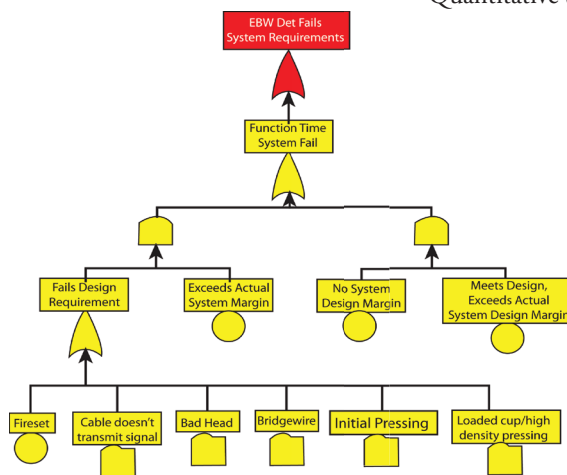 Quantitative
EBW Det Fails
System Requirements
Function Time
System Fail
Fails Design
Requirement
Exceeds Actual
System Margin
No System
Design Margin
Meets Design,
Exceeds Actual
System Design Margin
Fireset
Cable doesn't
transmit signal
Bad Head
Bridgewire
Initial Pressing
Loaded cup/high
density pressing